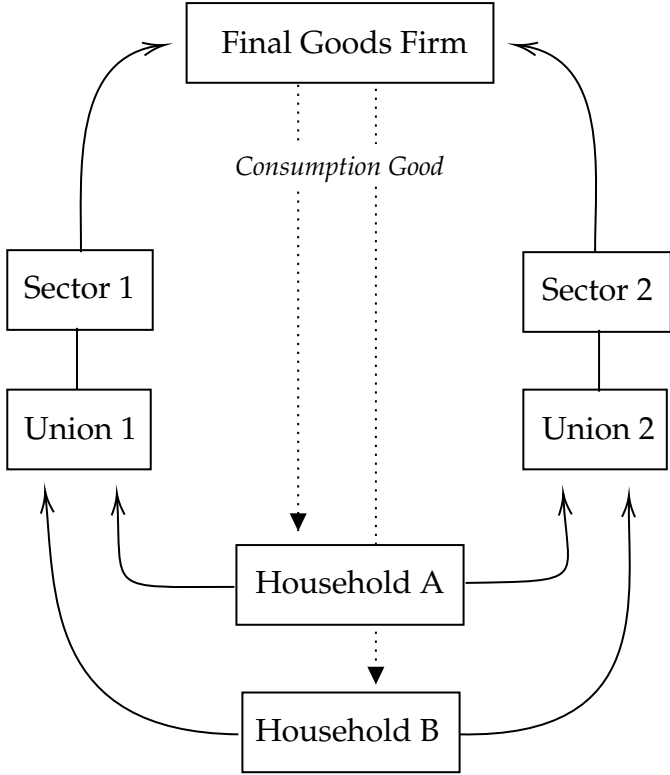 Final Goods Firm
Consumption Good
Sector 1
Sector 2
Union 1
Union 2
Household A
Household B